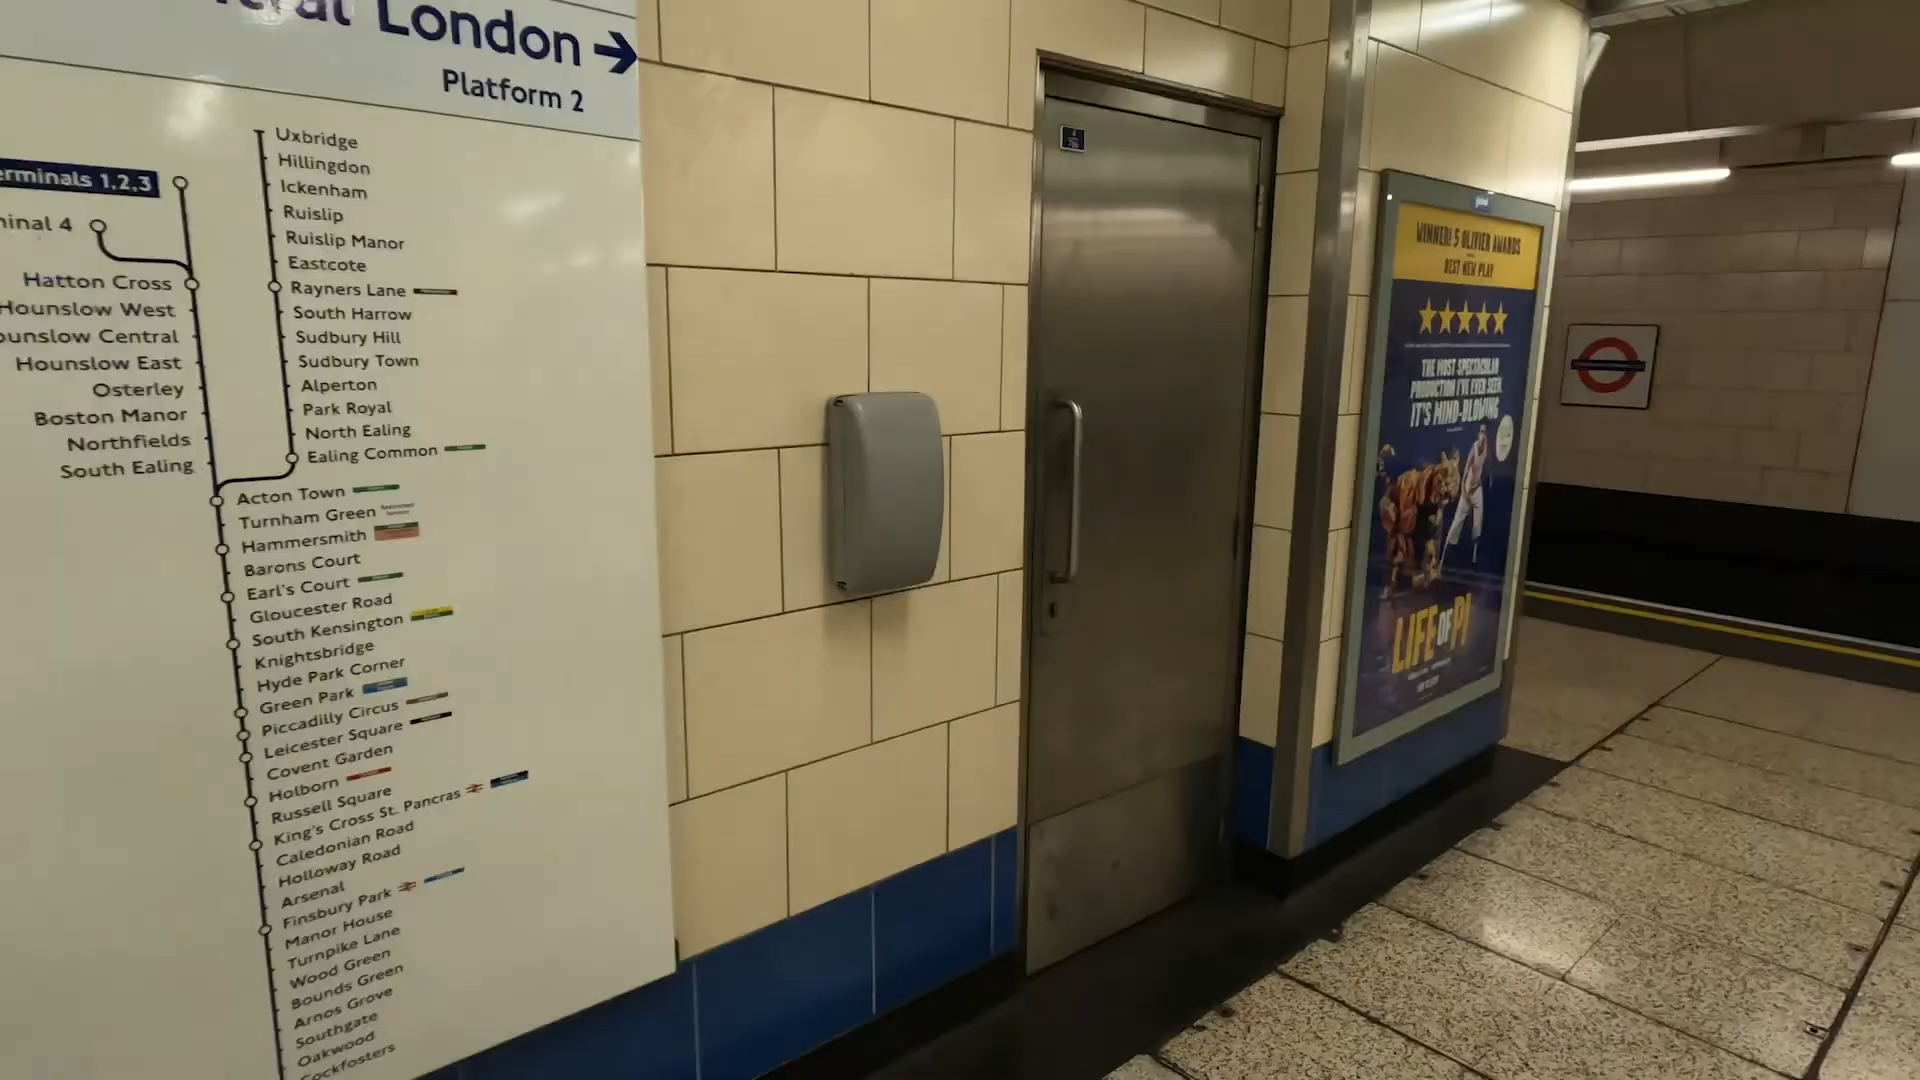 London →
Platform 2
Terminals 1,2,3
minal 4
Hatton Cross
Hounslow West
ounslow Central
Hounslow East
Osterley
Boston Manor
Northfields
South Ealing
Uxbridge
Hillingdon
Ickenham
Ruislip
Ruislip Manor
Eastcote
Rayners Lane
South Harrow
Sudbury Hill
Sudbury Town
Alperton
Park Royal
North Ealing
Ealing Common
Acton Town
Turnham Green
Hammersmith
Barons Court
Earl's Court
Gloucester Road
South Kensington
Knightsbridge
Hyde Park Corner
Green Park
Piccadilly Circus
Leicester Square
Covent Garden
Holborn
Russell Square
King's Cross St. Pancras
Caledonian Road
Holloway Road
Arsenal
Finsbury Park
Manor House
Turnpike Lane
Wood Green
Bounds Green
Arnos Grove
Southgate
Oakwood
Cockfosters
WINNER! 5 OLIVIER AWARDS
BEST NEW PLAY
THE MOST SPECTACULAR
PRODUCTION I'VE EVER SEEN.
IT'S MIND-BLOWING
LIFE OF PI